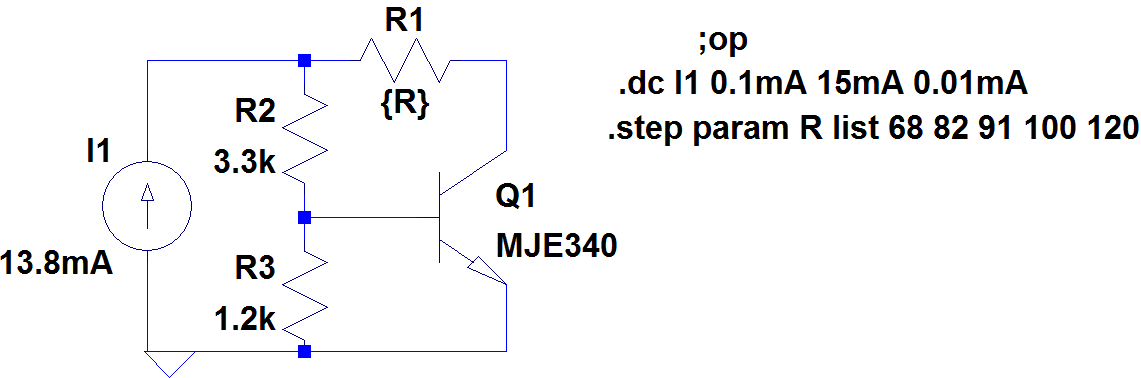 R1
{R}
;op
.dc I1 0.1mA 15mA 0.01mA
.step param R list 68 82 91 100 120
R2
3.3k
I1
13.8mA
Q1
MJE340
R3
1.2k